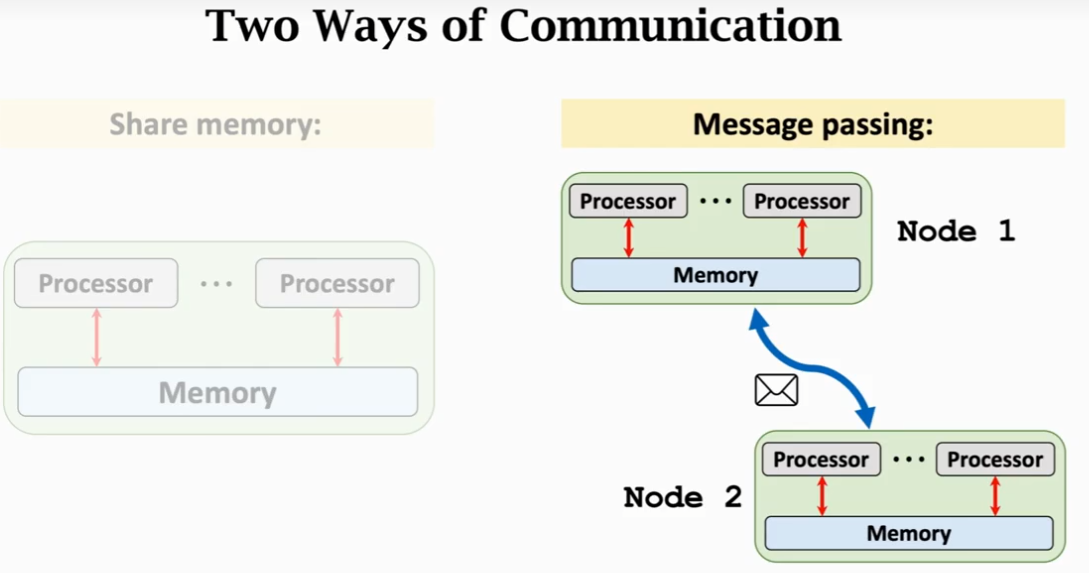 Two Ways of Communication
Share memory:
Processor ... Processor
Memory
Message passing:
Processor ... Processor
Memory
Node 1
Node 2
Processor ... Processor
Memory